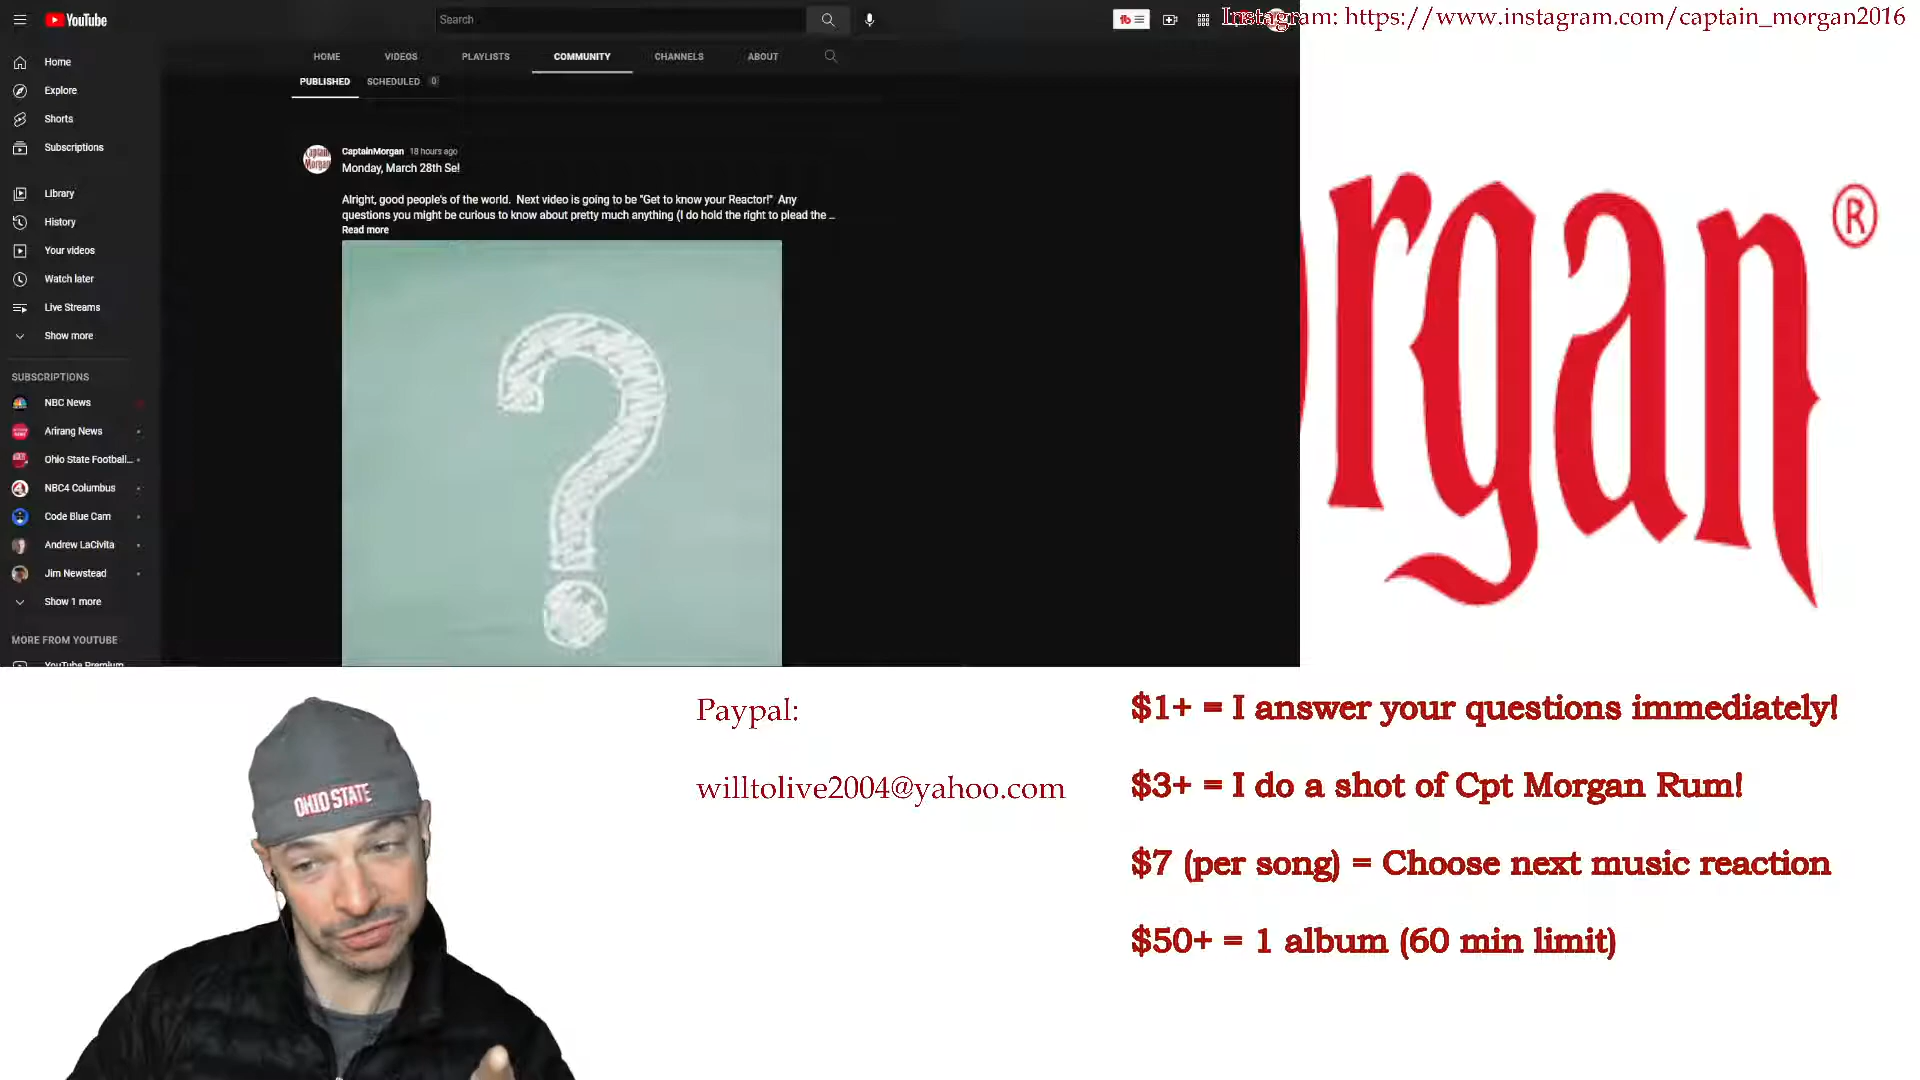 YouTube
Search
Instagram: https://www.instagram.com/captain_morgan2016
HOME VIDEOS PLAYLISTS COMMUNITY CHANNELS ABOUT
PUBLISHED SCHEDULED 0
Home
Explore
Shorts
Subscriptions
Library
History
Your videos
Watch later
Live Streams
Show more
SUBSCRIPTIONS
NBC News
Arirang News
Ohio State Football...
NBC4 Columbus
Code Blue Cam
Andrew LaCivita
Jim Newstead
Show 1 more
MORE FROM YOUTUBE
YouTube Premium
Captain
Morgan
CaptainMorgan 18 hours ago
Monday, March 28th Se!
Alright, good people's of the world. Next video is going to be "Get to know your Reactor!" Any
questions you might be curious to know about pretty much anything (I do hold the right to plead the ...
Read more
?
rgan®
OHIO STATE
Paypal:
willtolive2004@yahoo.com
$1+ = I answer your questions immediately!
$3+ = I do a shot of Cpt Morgan Rum!
$7 (per song) = Choose next music reaction
$50+ = 1 album (60 min limit)